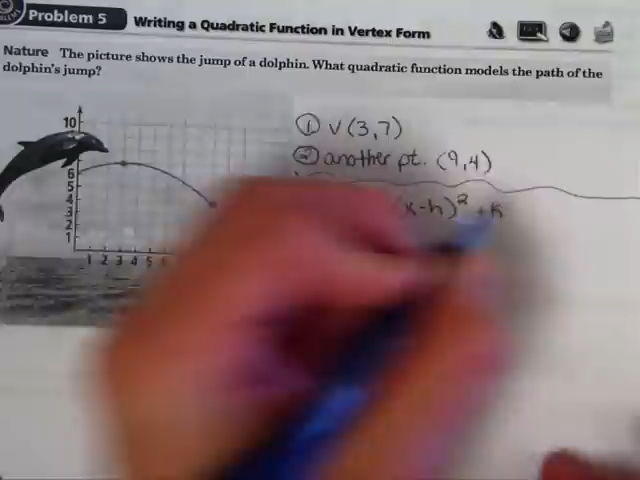 Problem 5 Writing a Quadratic Function in Vertex Form
Nature The picture shows the jump of a dolphin. What quadratic function models the path of the
dolphin's jump?
① V(3,7)
② another pt. (9,4)
x-h)² + k
10
6
5
4
3
2
1
1 2 3 4 5 6